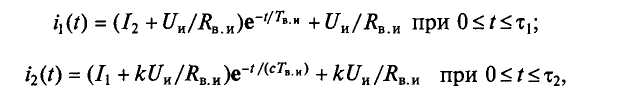 i₁(t) = (I₂ + Uи/Rв.и)e^(−t/Tв.и) + Uи/Rв.и при 0 ≤ t ≤ τ₁;
i₂(t) = (I₁ + kUи/Rв.и)e^(−t/(cTв.и)) + kUи/Rв.и при 0 ≤ t ≤ τ₂,